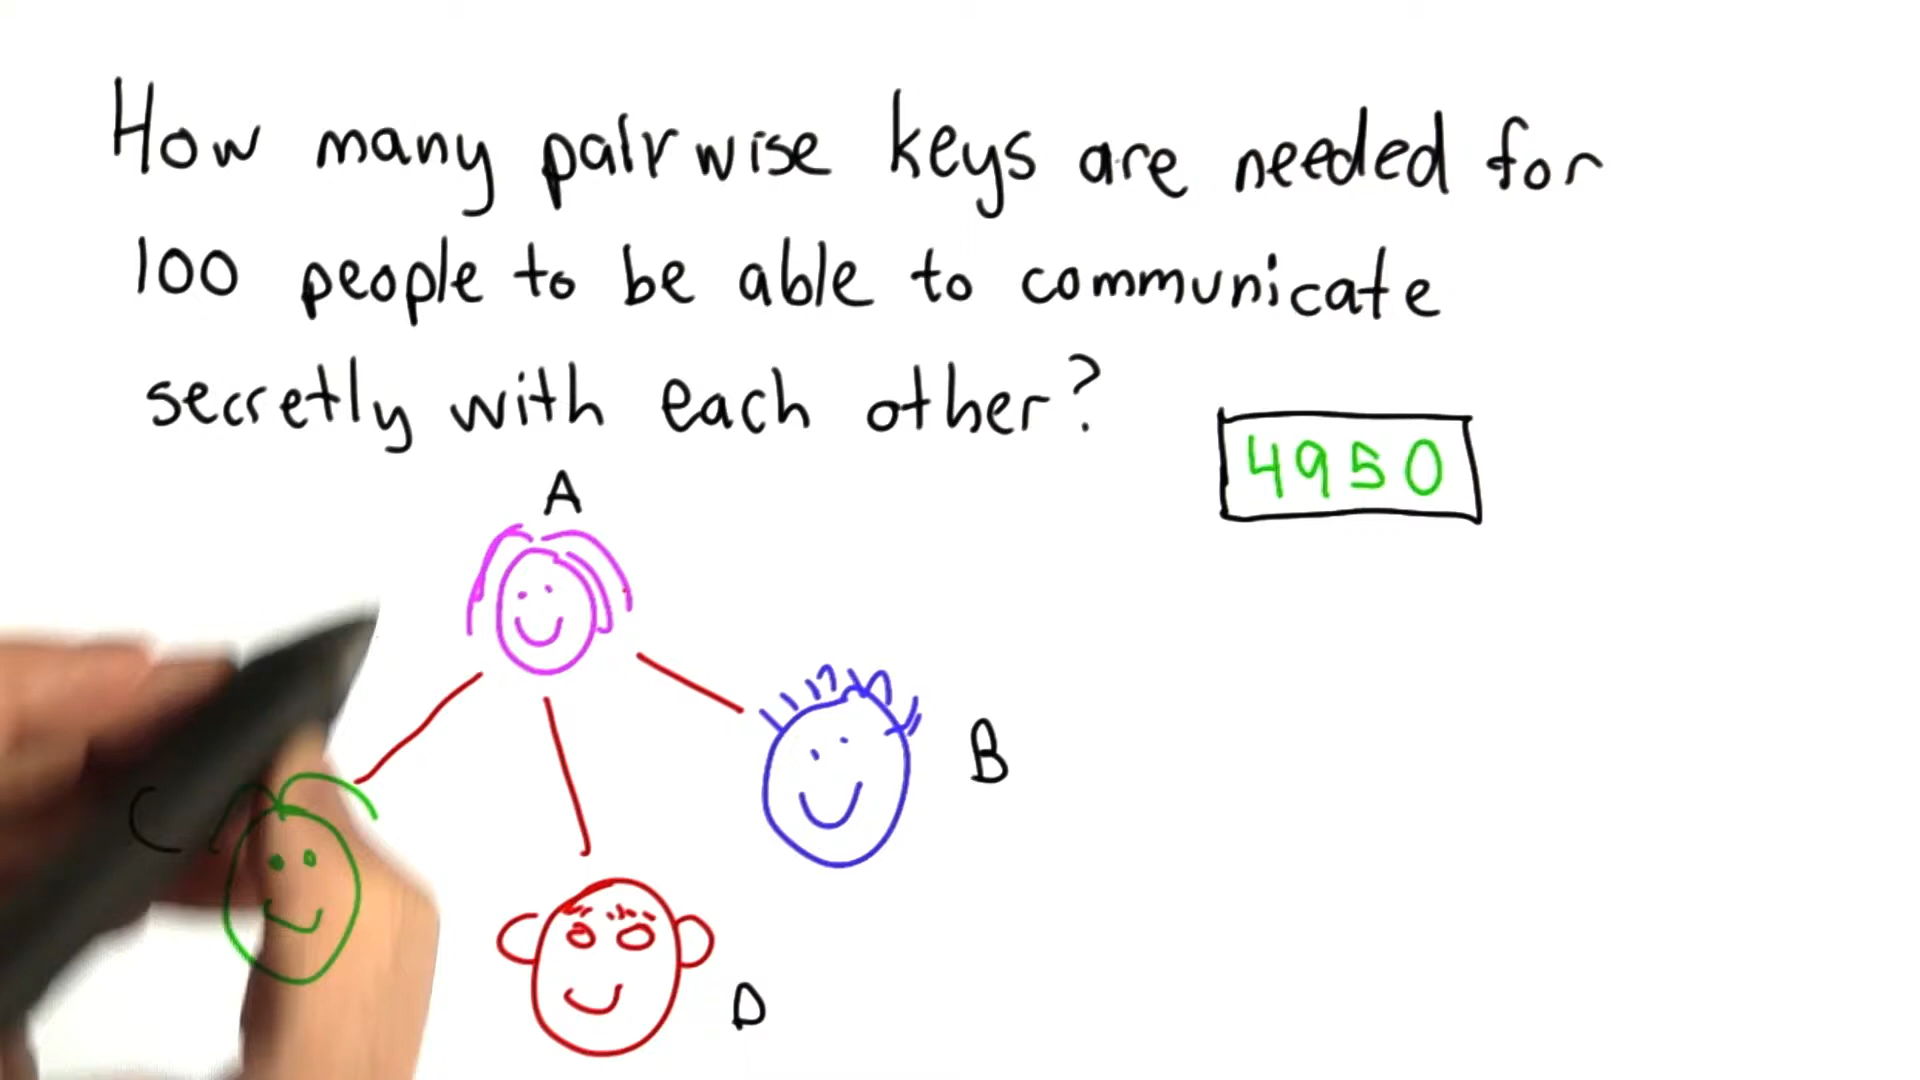 How many pairwise keys are needed for
100 people to be able to communicate
secretly with each other?
4950
A
B
C
D